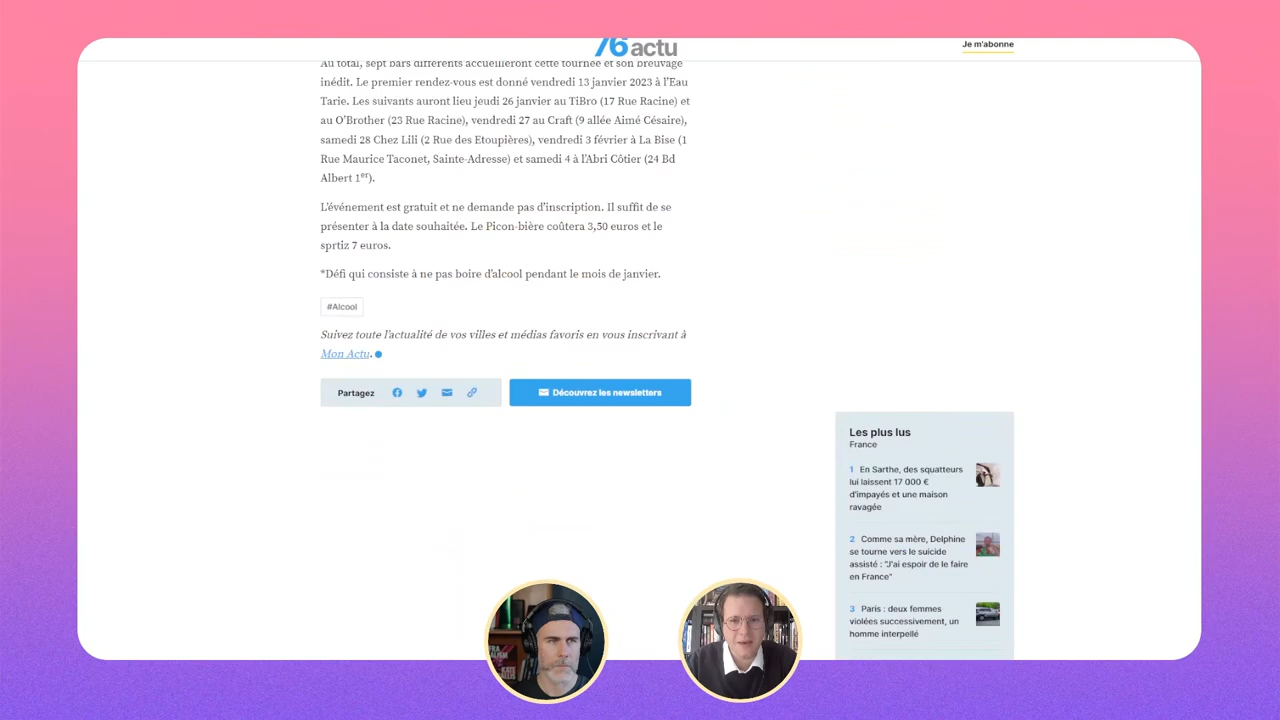 76 actu
Je m'abonne
Au total, sept bars différents accueilleront cette tournée et son breuvage
inédit. Le premier rendez-vous est donné vendredi 13 janvier 2023 à l'Eau
Tarie. Les suivants auront lieu jeudi 26 janvier au TiBro (17 Rue Racine) et
au O'Brother (23 Rue Racine), vendredi 27 au Craft (9 allée Aimé Césaire),
samedi 28 Chez Lili (2 Rue des Etoupières), vendredi 3 février à La Bise (1
Rue Maurice Taconet, Sainte-Adresse) et samedi 4 à l'Abri Côtier (24 Bd
Albert 1er).
L'événement est gratuit et ne demande pas d'inscription. Il suffit de se
présenter à la date souhaitée. Le Picon-bière coûtera 3,50 euros et le
sprtiz 7 euros.
*Défi qui consiste à ne pas boire d'alcool pendant le mois de janvier.
#Alcool
Suivez toute l'actualité de vos villes et médias favoris en vous inscrivant à
Mon Actu.
Partagez
Découvrez les newsletters
Les plus lus
France
1 En Sarthe, des squatteurs
lui laissent 17 000 €
d'impayés et une maison
ravagée
2 Comme sa mère, Delphine
se tourne vers le suicide
assisté : "J'ai espoir de le faire
en France"
3 Paris : deux femmes
violées successivement, un
homme interpellé